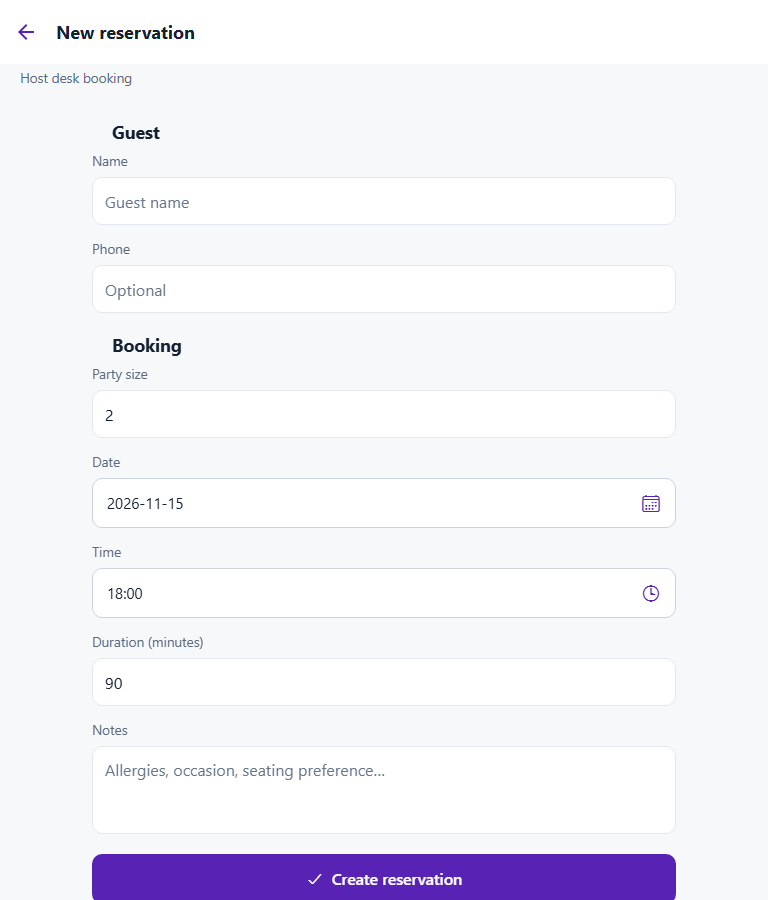 New reservation
Host desk booking
Guest
Name
Guest name
Phone
Optional
Booking
Party size
2
Date
2026-11-15
Time
18:00
Duration (minutes)
90
Notes
Allergies, occasion, seating preference...
Create reservation